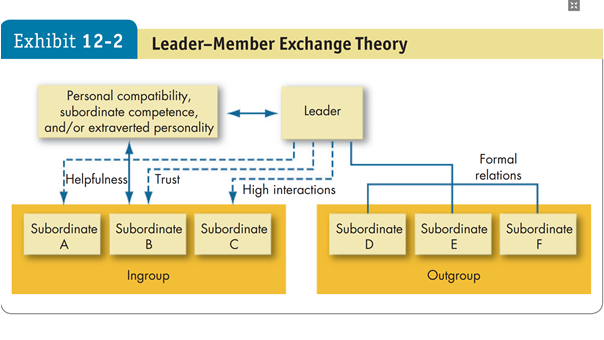 Exhibit 12-2
Leader–Member Exchange Theory
Personal compatibility,
subordinate competence,
and/or extraverted personality
Leader
Helpfulness
Trust
High interactions
Formal
relations
Subordinate
A
Subordinate
B
Subordinate
C
Ingroup
Subordinate
D
Subordinate
E
Subordinate
F
Outgroup